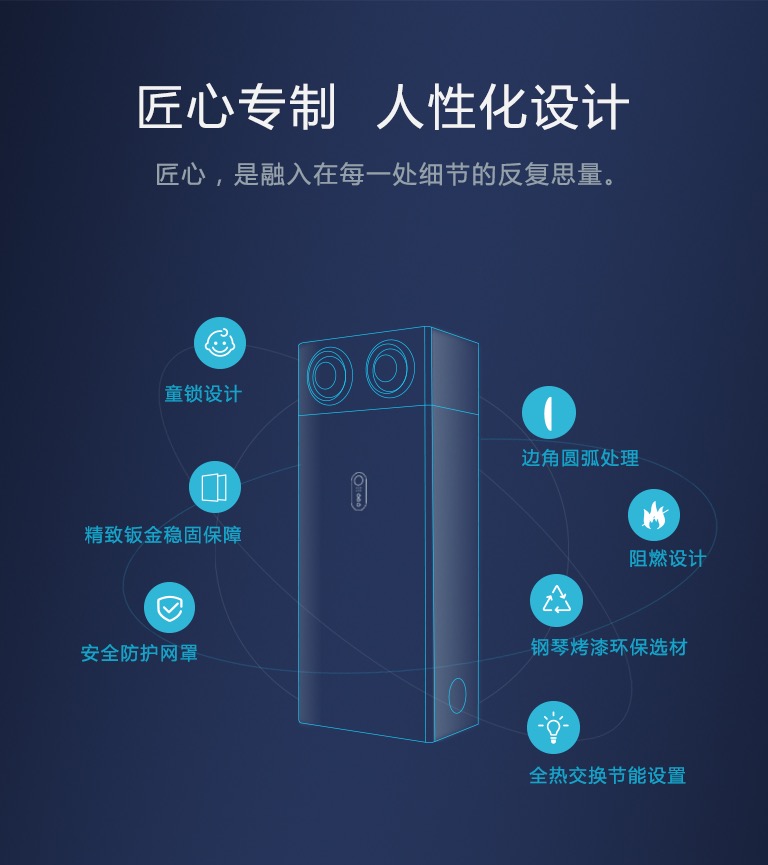 匠心专制 人性化设计
匠心，是融入在每一处细节的反复思量。
童锁设计
边角圆弧处理
精致钣金稳固保障
阻燃设计
安全防护网罩
钢琴烤漆环保选材
全热交换节能设置